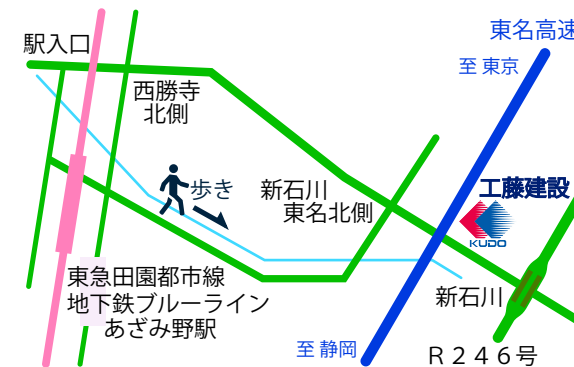 東名高速
駅入口
至 東京
西勝寺
北側
歩き
新石川
東名北側
工藤建設
KUDO
東急田園都市線
地下鉄ブルーライン
あざみ野駅
新石川
至 静岡
R246号